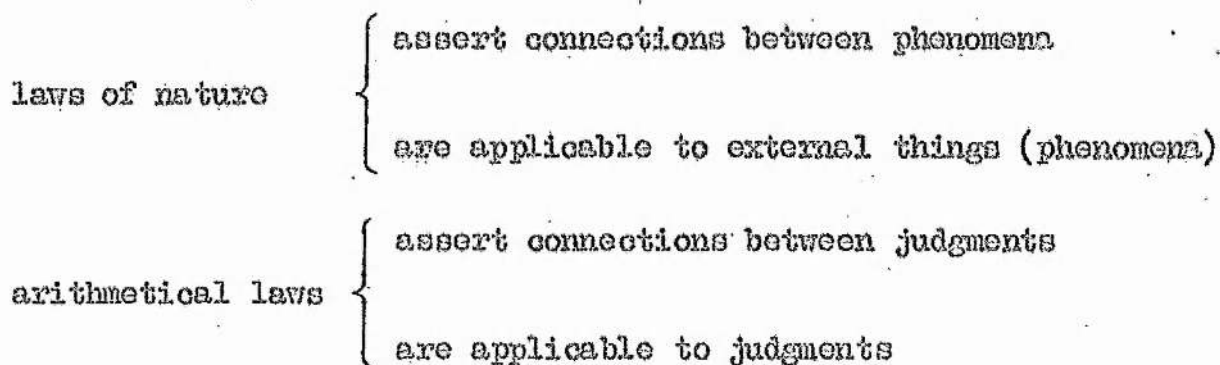 assert connections between phenomena
laws of nature
are applicable to external things (phenomena)
assert connections between judgments
arithmetical laws
are applicable to judgments